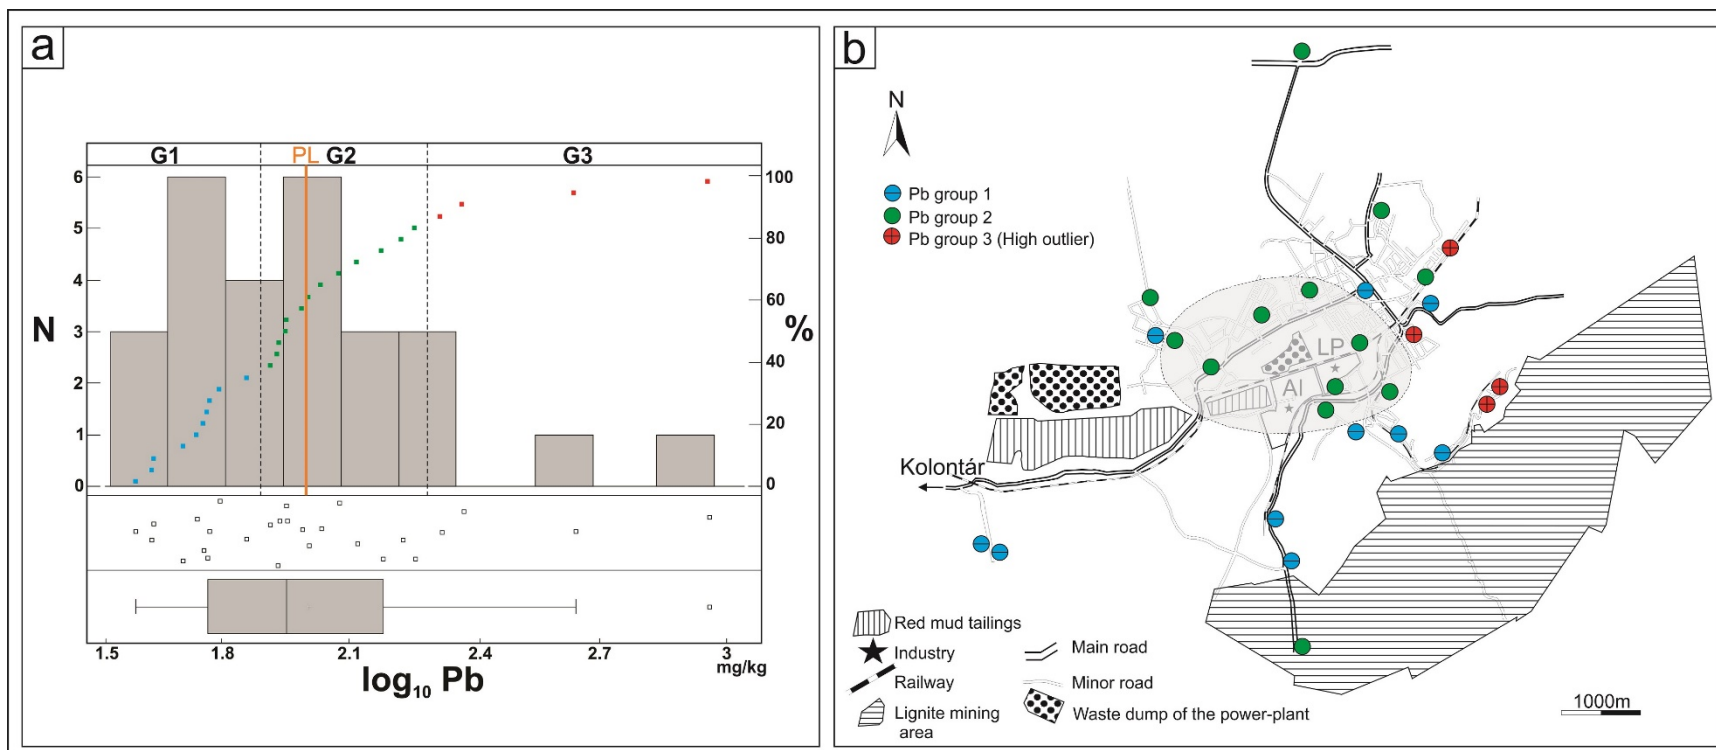 a
G1 PL G2 G3
6 100
5
80
4
60
N 3 %
40
2
1 20
0 0
1.5 1.8 2.1 2.4 2.7 3
mg/kg
log₁₀ Pb
b
N
Pb group 1
Pb group 2
Pb group 3 (High outlier)
LP
AI
Kolontár
Red mud tailings
Industry
Railway
Lignite mining
area
Main road
Minor road
Waste dump of the power-plant
1000m